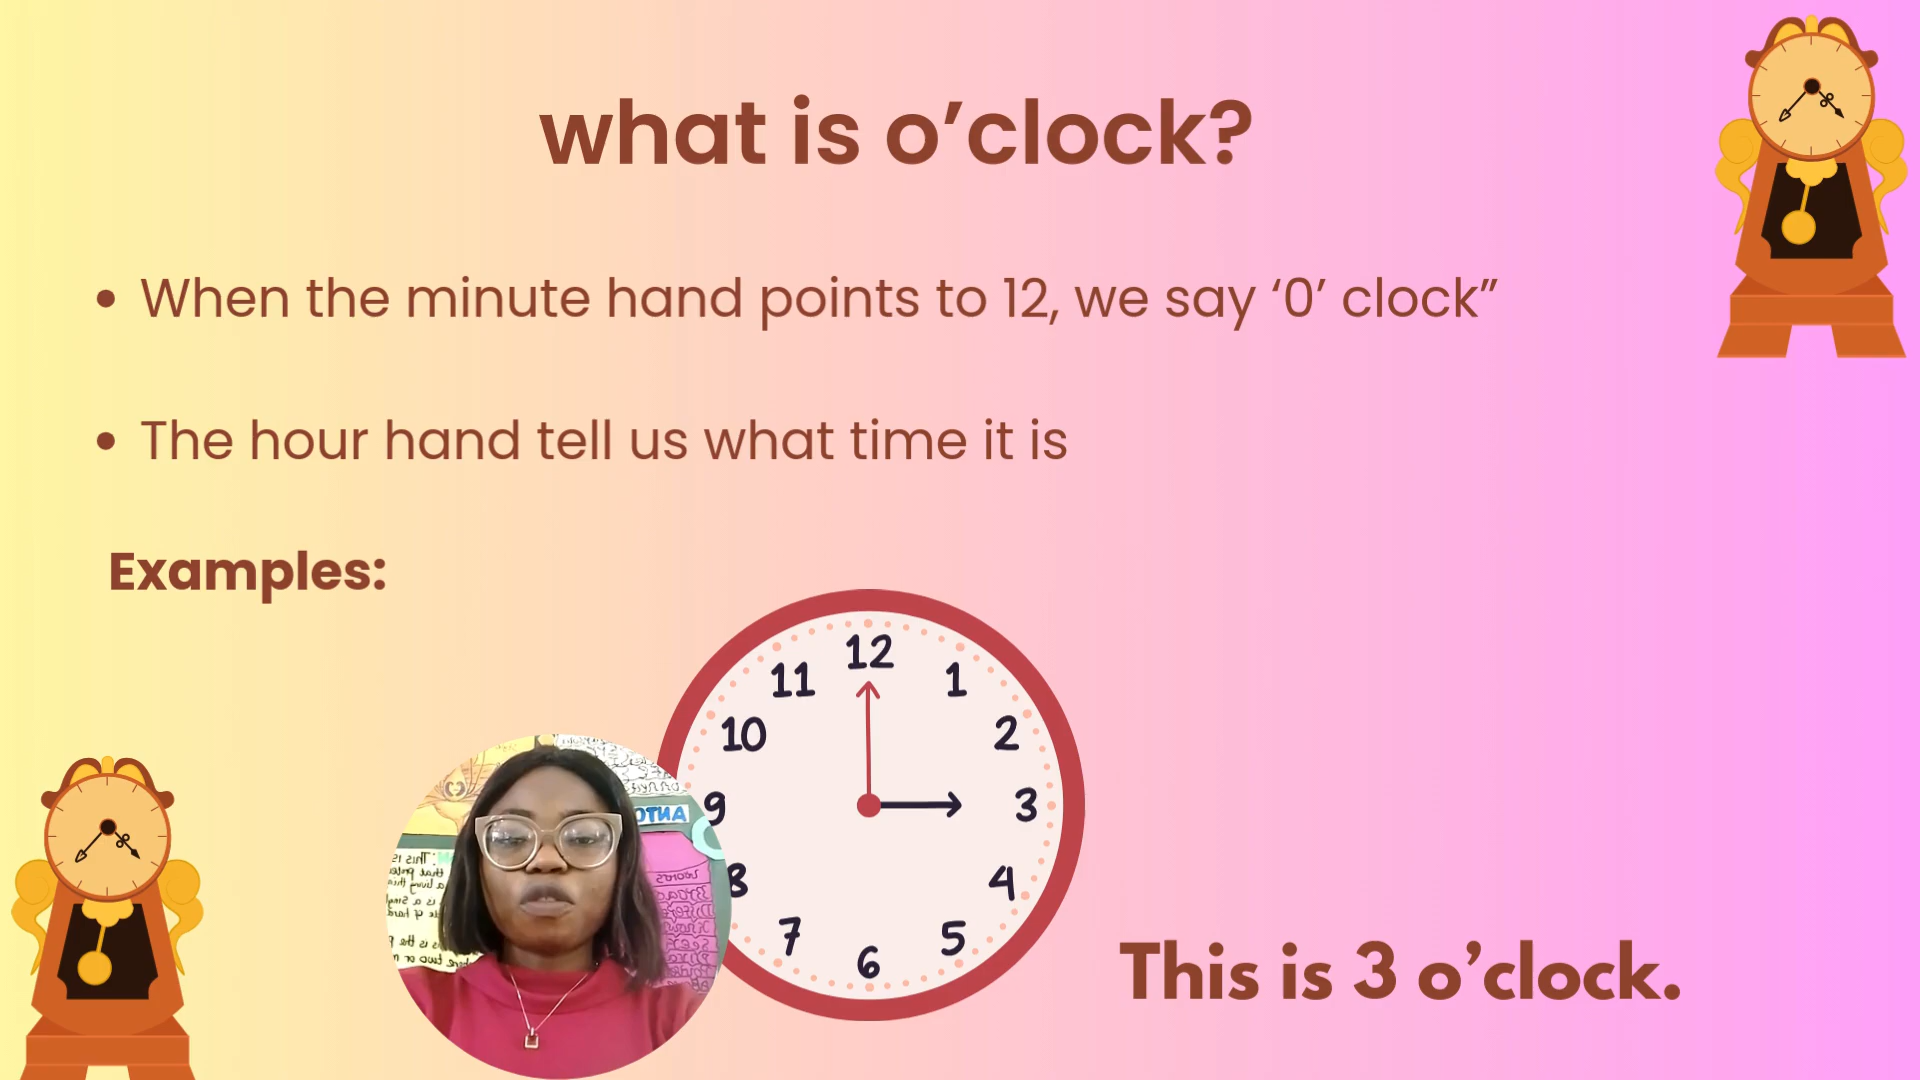 what is o’clock?
When the minute hand points to 12, we say ‘0’ clock”
The hour hand tell us what time it is
Examples:
12
11
1
10
2
9
3
8
4
7
5
6
This is 3 o’clock.